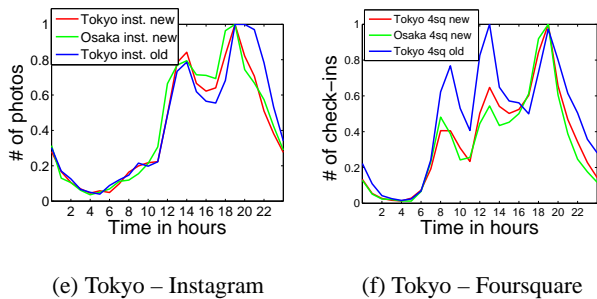 Tokyo inst. new
Osaka inst. new
Tokyo inst. old
# of photos
1
0.8
0.6
0.4
0.2
0
2 4 6 8 10 12 14 16 18 20 22
Time in hours
(e) Tokyo – Instagram
Tokyo 4sq new
Osaka 4sq new
Tokyo 4sq old
# of check-ins
1
0.8
0.6
0.4
0.2
0
2 4 6 8 10 12 14 16 18 20 22
Time in hours
(f) Tokyo – Foursquare